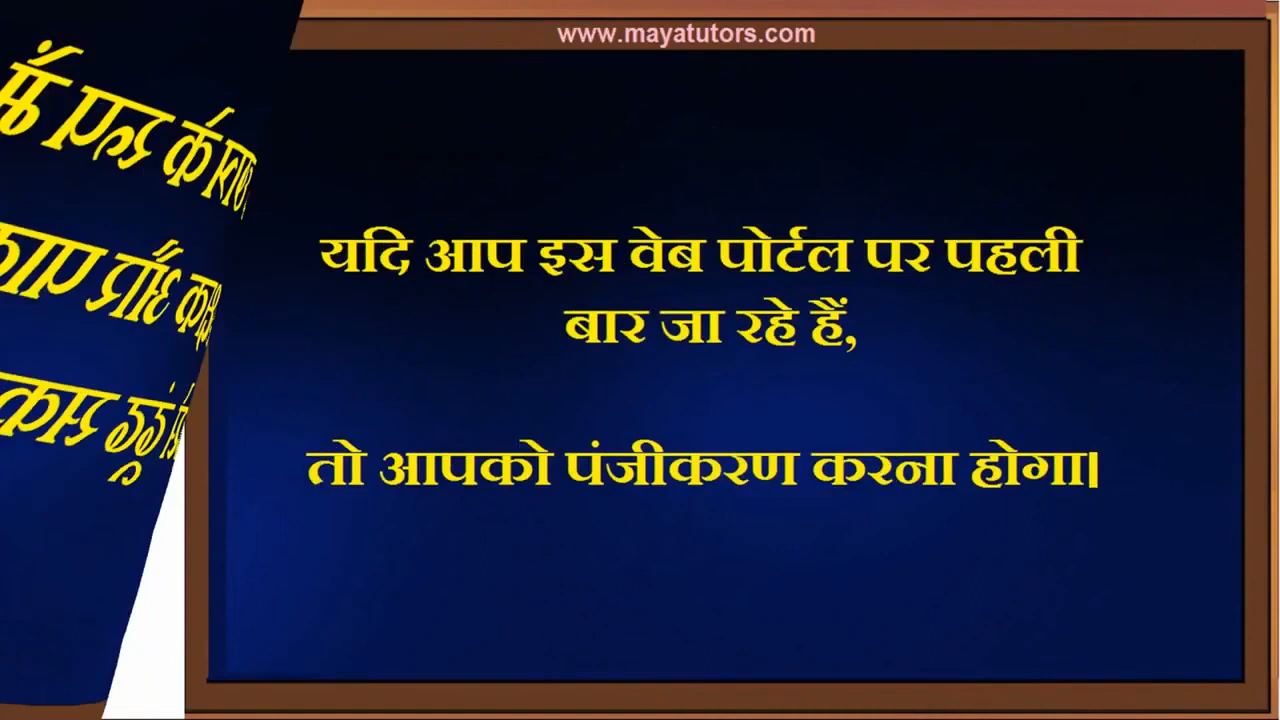 www.mayatutors.com
यदि आप इस वेब पोर्टल पर पहली
बार जा रहे हैं,
तो आपको पंजीकरण करना होगा।